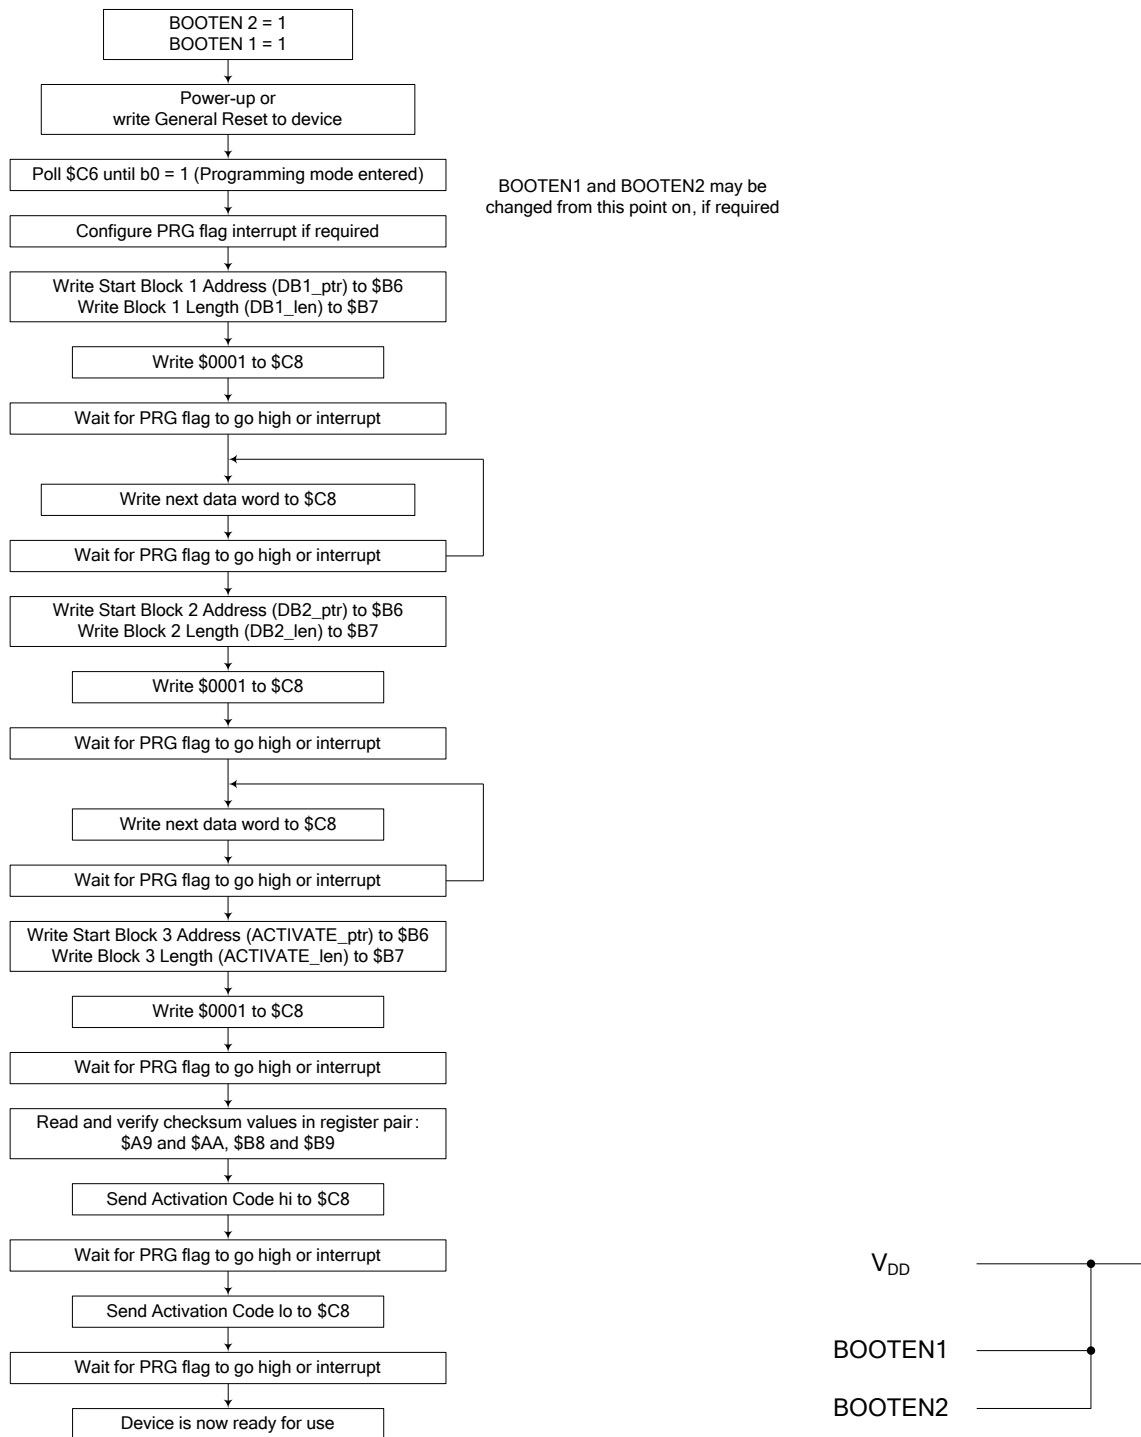 BOOTEN 2 = 1
BOOTEN 1 = 1
Power-up or
write General Reset to device
Poll $C6 until b0 = 1 (Programming mode entered)
BOOTEN1 and BOOTEN2 may be
changed from this point on, if required
Configure PRG flag interrupt if required
Write Start Block 1 Address (DB1_ptr) to $B6
Write Block 1 Length (DB1_len) to $B7
Write $0001 to $C8
Wait for PRG flag to go high or interrupt
Write next data word to $C8
Wait for PRG flag to go high or interrupt
Write Start Block 2 Address (DB2_ptr) to $B6
Write Block 2 Length (DB2_len) to $B7
Write $0001 to $C8
Wait for PRG flag to go high or interrupt
Write next data word to $C8
Wait for PRG flag to go high or interrupt
Write Start Block 3 Address (ACTIVATE_ptr) to $B6
Write Block 3 Length (ACTIVATE_len) to $B7
Write $0001 to $C8
Wait for PRG flag to go high or interrupt
Read and verify checksum values in register pair:
$A9 and $AA, $B8 and $B9
Send Activation Code hi to $C8
Wait for PRG flag to go high or interrupt
Send Activation Code lo to $C8
Wait for PRG flag to go high or interrupt
Device is now ready for use
VDD
BOOTEN1
BOOTEN2